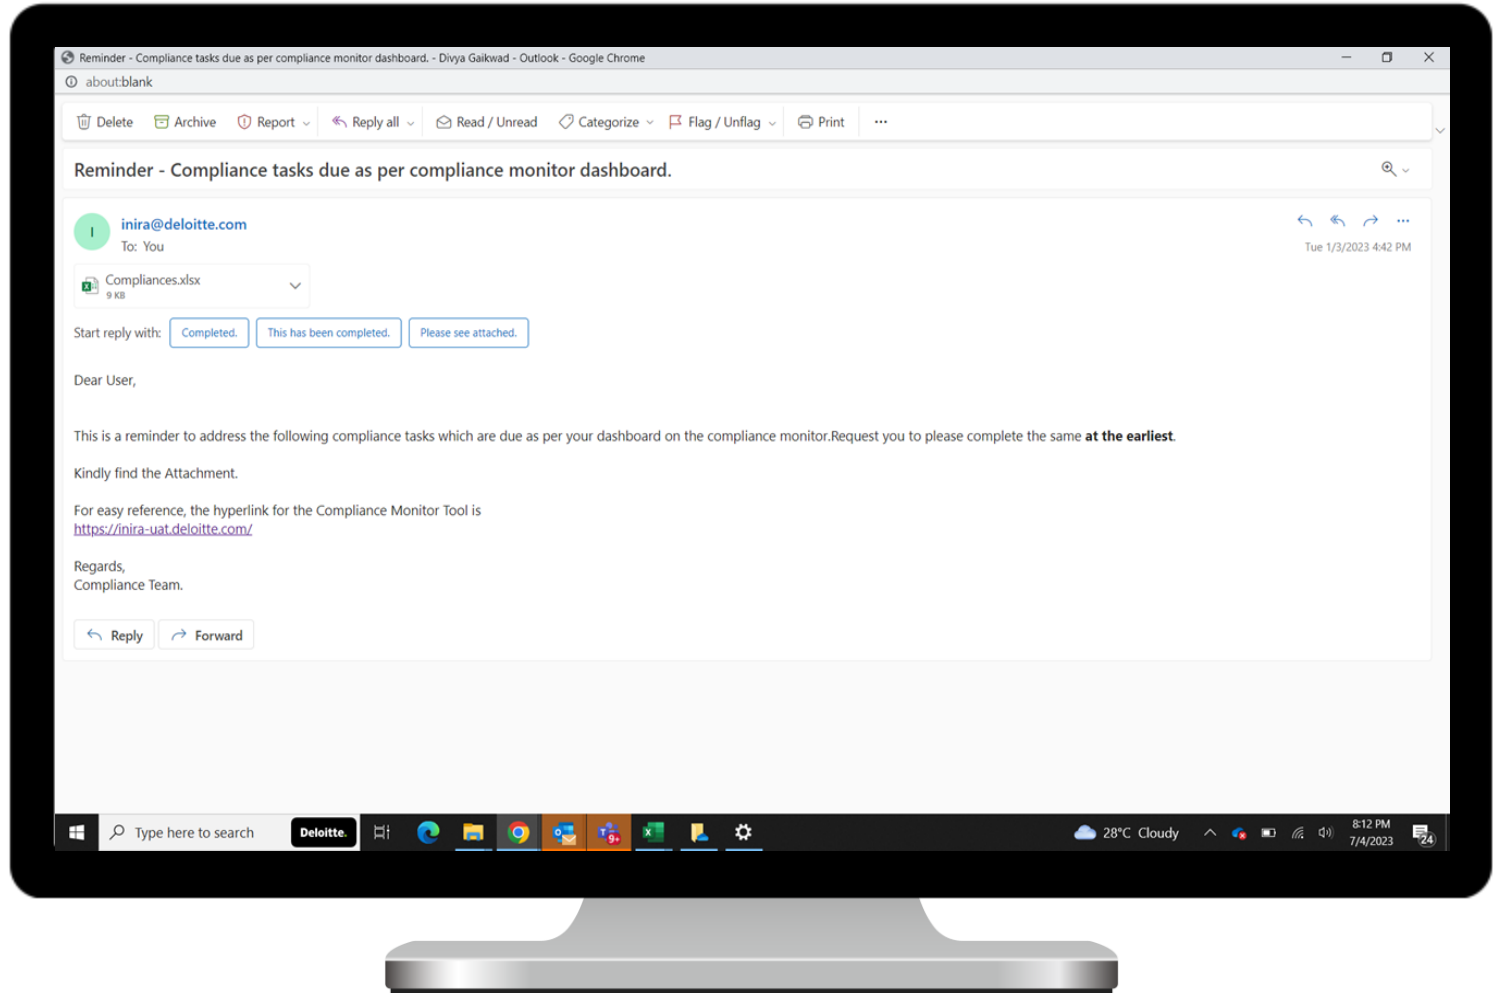 Reminder - Compliance tasks due as per compliance monitor dashboard. - Divya Gaikwad - Outlook - Google Chrome
about:blank
Delete Archive Report Reply all Read / Unread Categorize Flag / Unflag Print ...
Reminder - Compliance tasks due as per compliance monitor dashboard.
I
inira@deloitte.com
To: You
Tue 1/3/2023 4:42 PM
Compliances.xlsx
9 KB
Start reply with: Completed. This has been completed. Please see attached.
Dear User,
This is a reminder to address the following compliance tasks which are due as per your dashboard on the compliance monitor.Request you to please complete the same at the earliest.
Kindly find the Attachment.
For easy reference, the hyperlink for the Compliance Monitor Tool is
https://inira-uat.deloitte.com/
Regards,
Compliance Team.
Reply Forward
Type here to search Deloitte. 9+ 28°C Cloudy
8:12 PM
7/4/2023
24